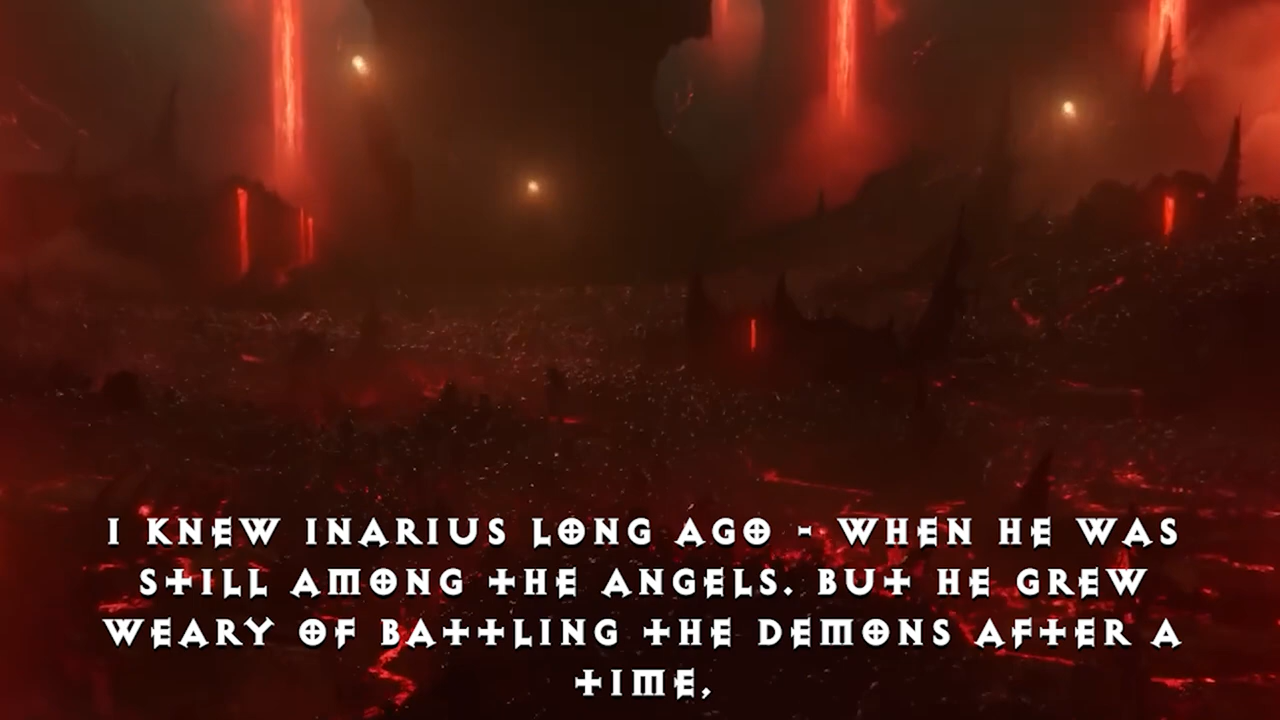 I KNEW INARIUS LONG AGO - WHEN HE WAS
STILL AMONG THE ANGELS. BUT HE GREW
WEARY OF BATTLING THE DEMONS AFTER A
TIME,